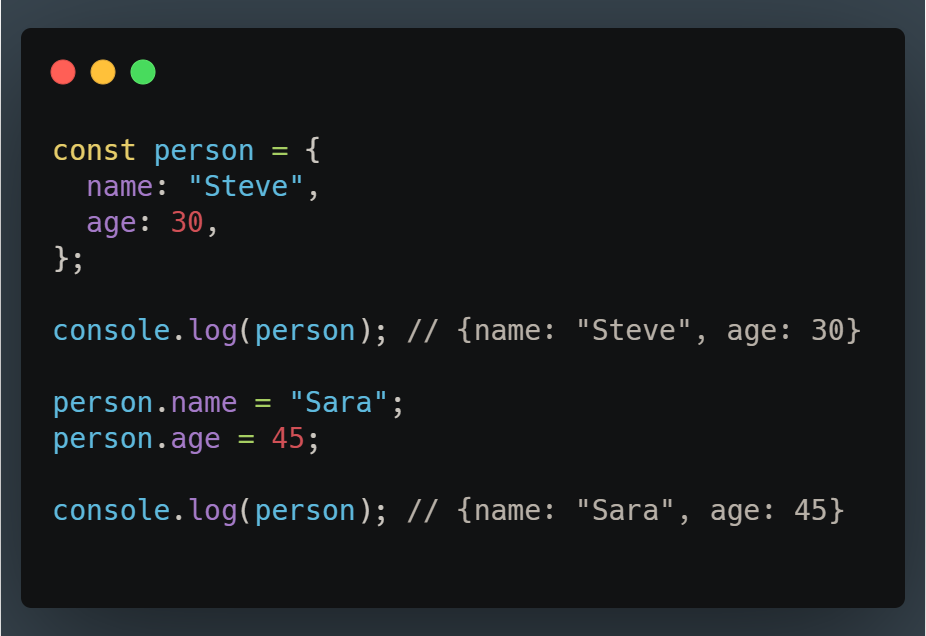 const person = {
  name: "Steve",
  age: 30,
};

console.log(person); // {name: "Steve", age: 30}

person.name = "Sara";
person.age = 45;

console.log(person); // {name: "Sara", age: 45}